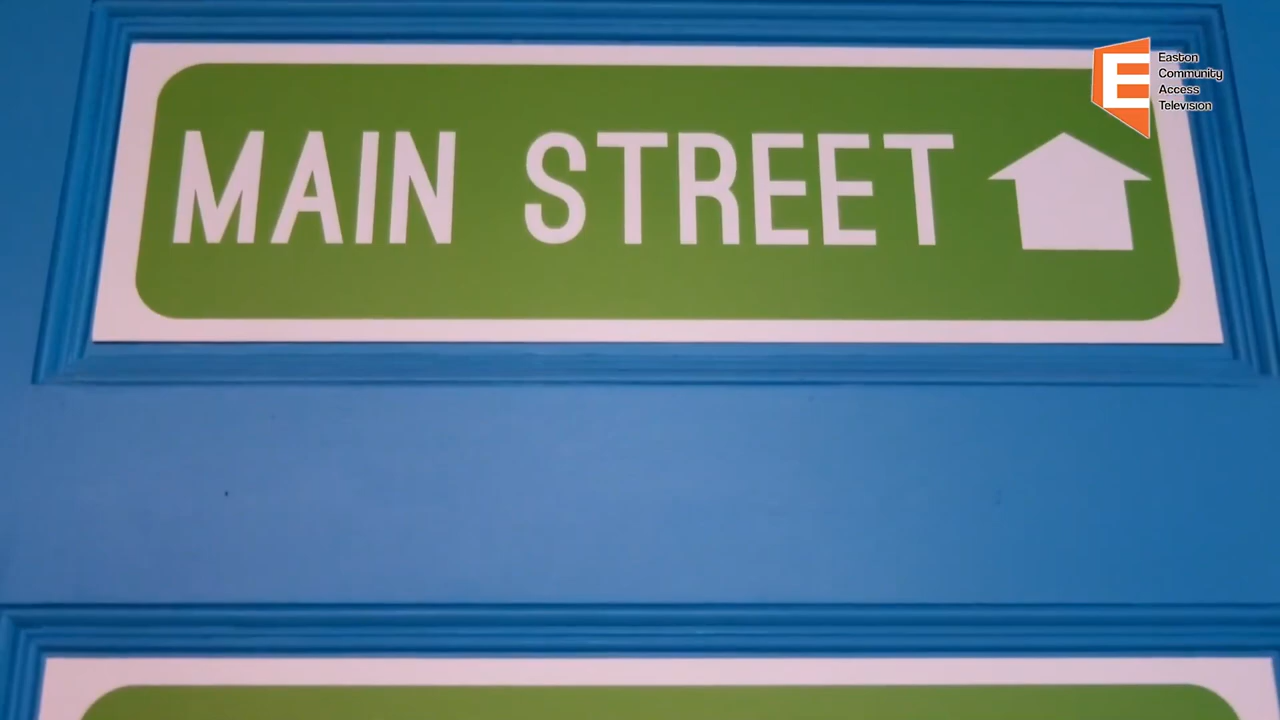 MAIN STREET
E
Easton
Community
Access
Television